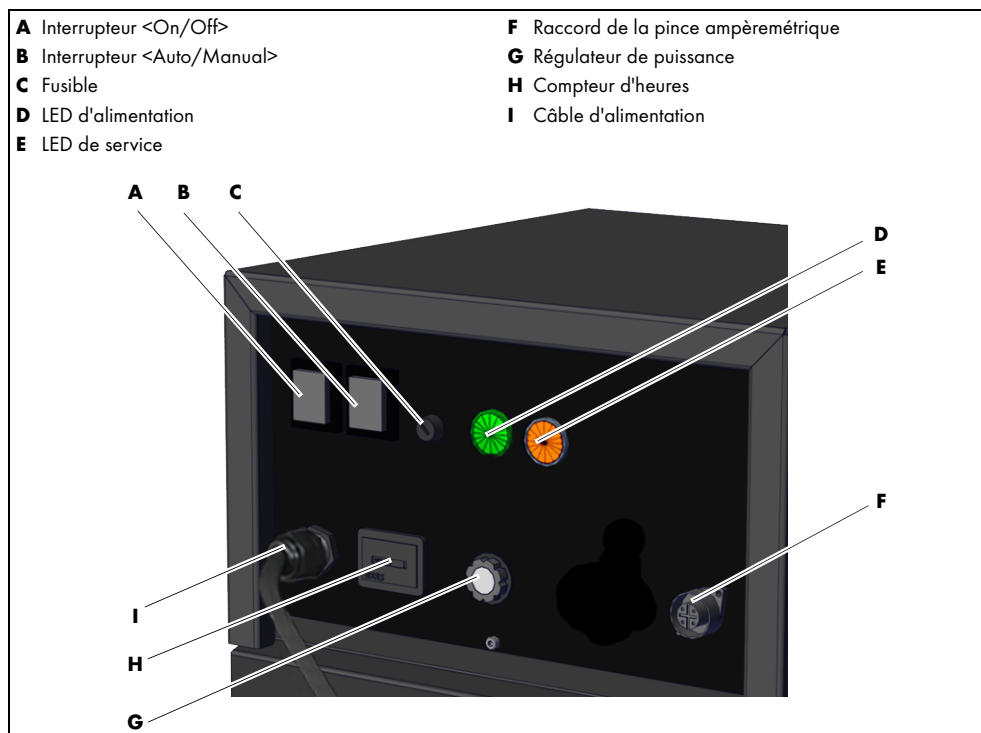 A Interrupteur <On/Off>
B Interrupteur <Auto/Manual>
C Fusible
D LED d'alimentation
E LED de service
F Raccord de la pince ampèremétrique
G Régulateur de puissance
H Compteur d'heures
I Câble d'alimentation
A B C
D
E
F
I
H
G